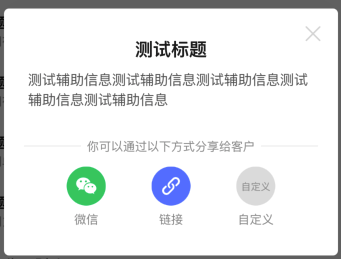 测试标题
测试辅助信息测试辅助信息测试辅助信息测试
辅助信息测试辅助信息
你可以通过以下方式分享给客户
自定义
微信
链接
自定义